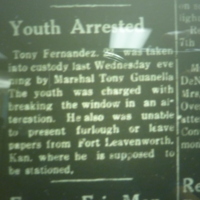 Youth Arrested
Tony Fernandez, was taken
into custody last Wednesday eve
ning by Marshal Tony Guanella
The youth was charged with
breaking the window in an al-
tercation. He also was unable
to present furlough or leave
papers from Fort Leavenworth,
Kan. where he is supposed to
be stationed.